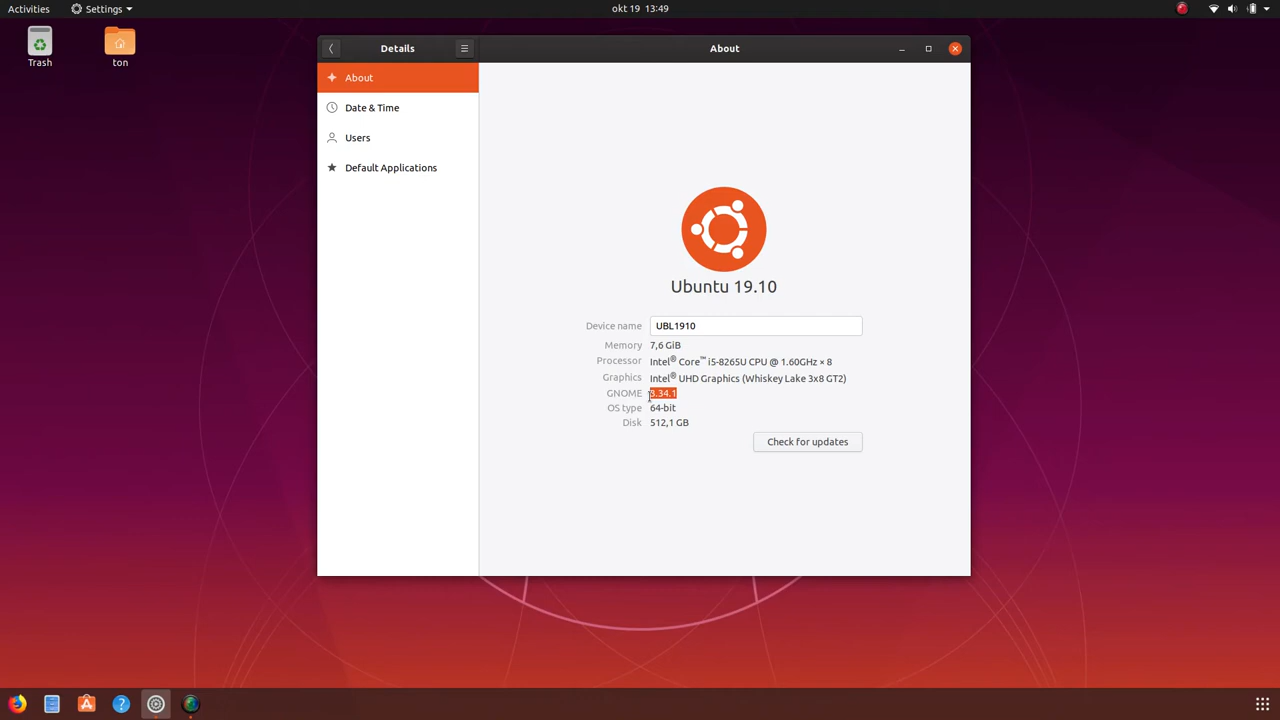 Activities
Settings
okt 19 13:49
Trash
ton
Details
About
About
Date & Time
Users
Default Applications
Ubuntu 19.10
Device name UBL1910
Memory 7,6 GiB
Processor Intel® Core™ i5-8265U CPU @ 1.60GHz × 8
Graphics Intel® UHD Graphics (Whiskey Lake 3x8 GT2)
GNOME 3.34.1
OS type 64-bit
Disk 512,1 GB
Check for updates